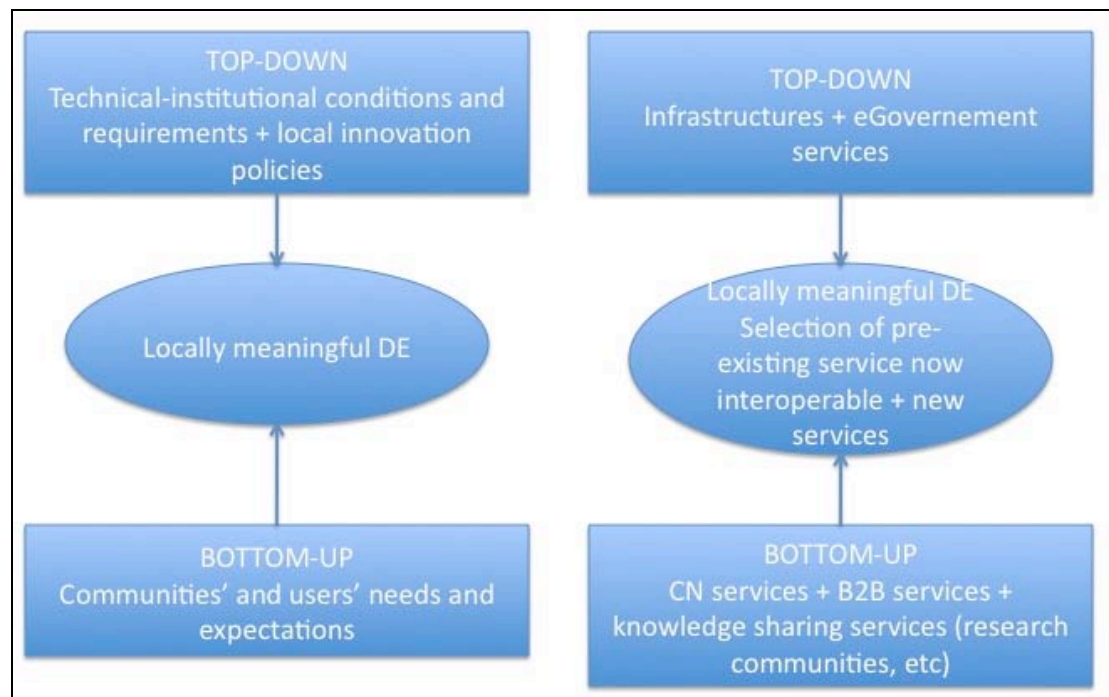 TOP-DOWN
Technical-institutional conditions and
requirements + local innovation
policies
Locally meaningful DE
BOTTOM-UP
Communities’ and users’ needs and
expectations
TOP-DOWN
Infrastructures + eGovernement
services
Locally meaningful DE
Selection of pre-
existing service now
interoperable + new
services
BOTTOM-UP
CN services + B2B services +
knowledge sharing services (research
communities, etc)